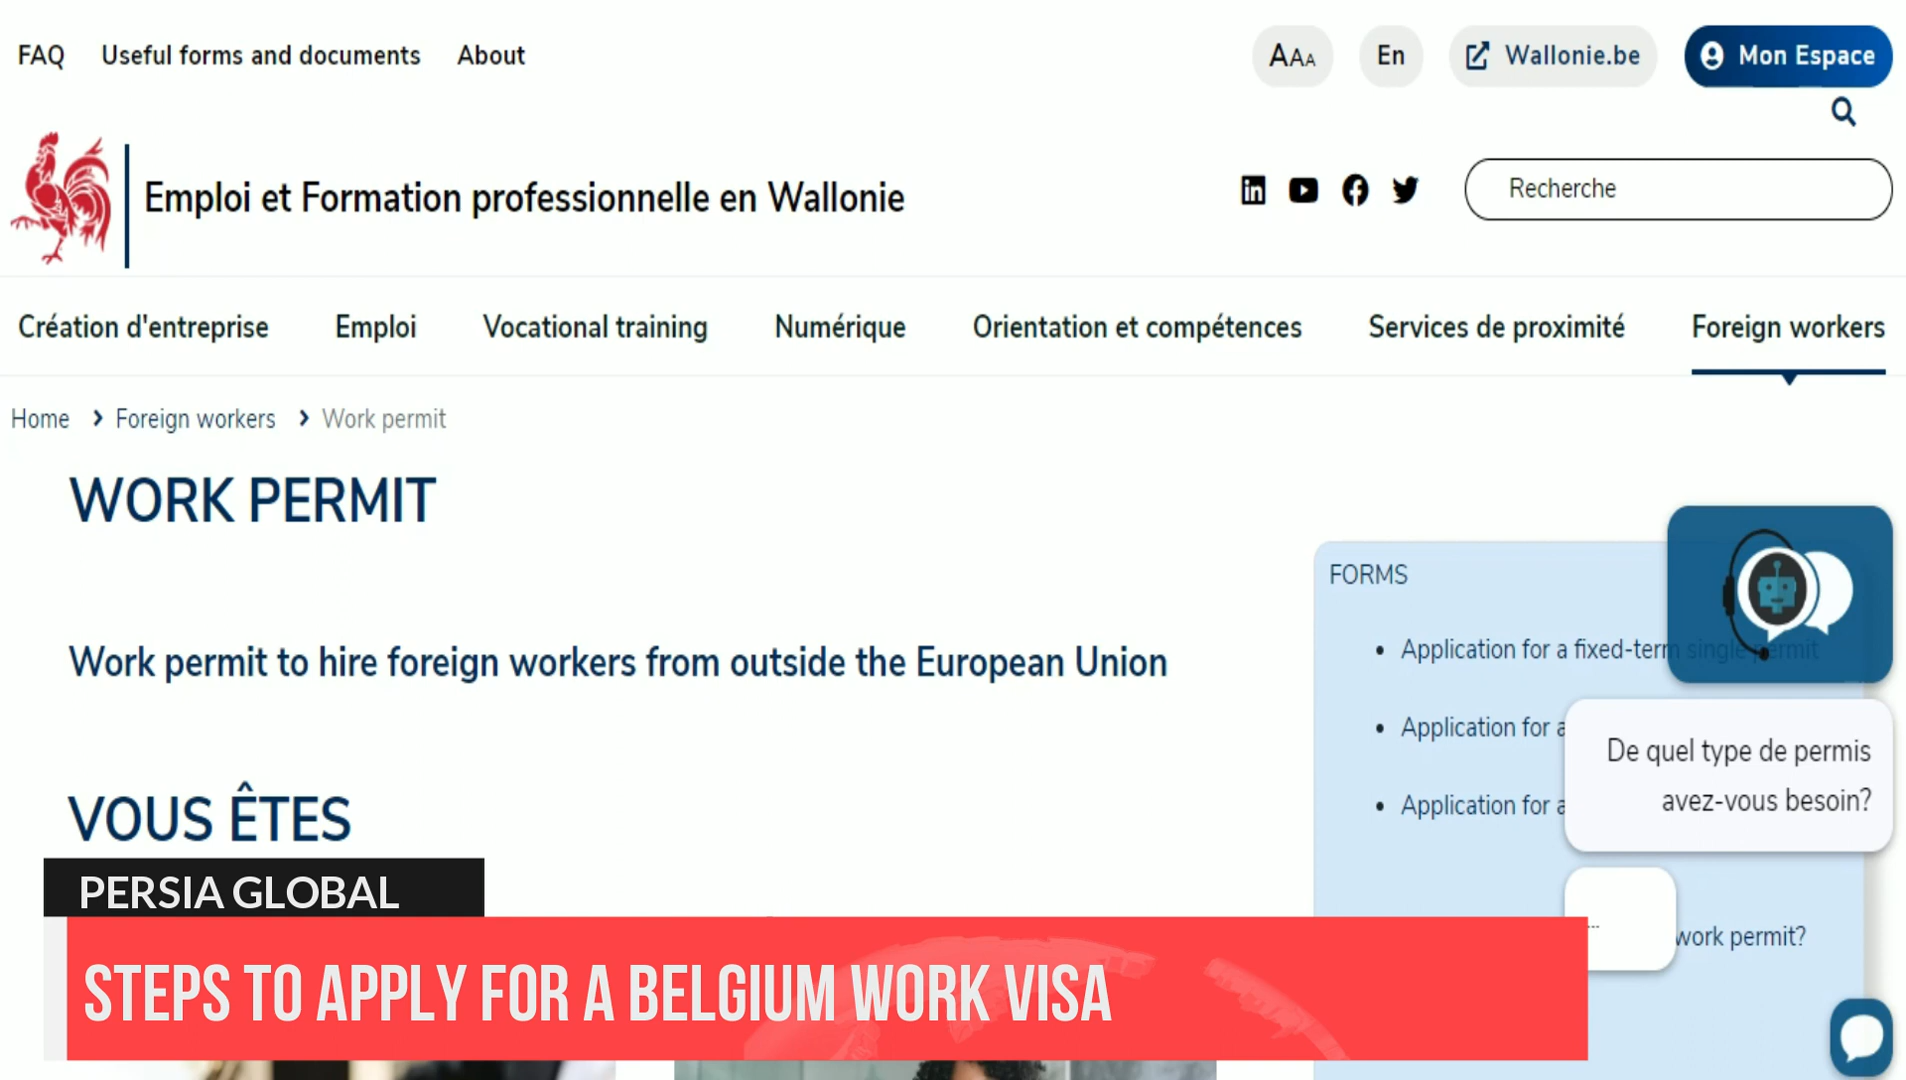 FAQ Useful forms and documents About AAA En Wallonie.be Mon Espace
Emploi et Formation professionnelle en Wallonie Recherche
Création d'entreprise Emploi Vocational training Numérique Orientation et compétences Services de proximité Foreign workers
Home > Foreign workers > Work permit
WORK PERMIT
Work permit to hire foreign workers from outside the European Union
VOUS ÊTES
FORMS
• Application for a fixed-term single permit
• Application for a
• Application for a
De quel type de permis
avez-vous besoin?
...
work permit?
PERSIA GLOBAL
STEPS TO APPLY FOR A BELGIUM WORK VISA